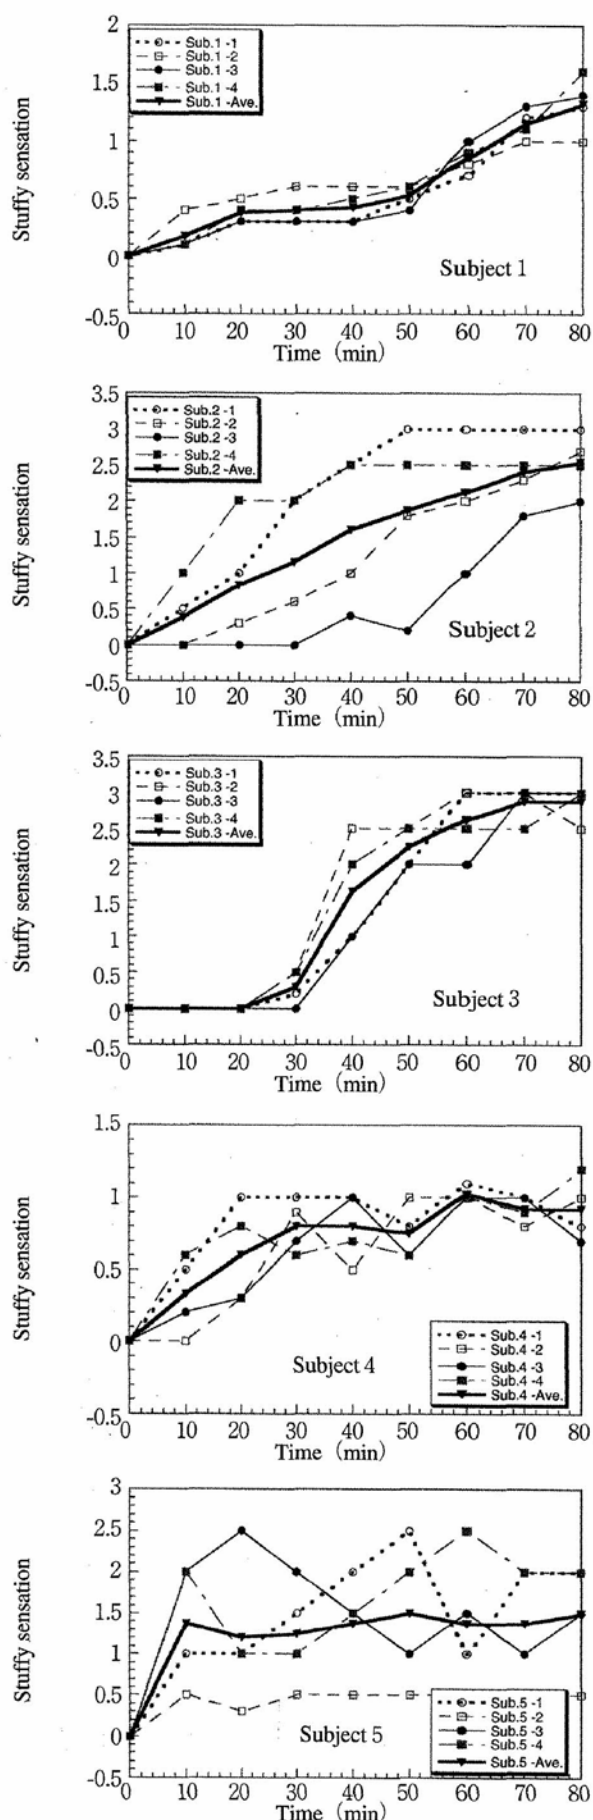 2
1.5
1
0.5
0
-0.5
Stuffy sensation
Sub.1 -1
Sub.1 -2
Sub.1 -3
Sub.1 -4
Sub.1 -Ave.
Subject 1
0 10 20 30 40 50 60 70 80
Time (min)
3.5
3
2.5
2
1.5
1
0.5
0
-0.5
Stuffy sensation
Sub.2 -1
Sub.2 -2
Sub.2 -3
Sub.2 -4
Sub.2 -Ave.
Subject 2
0 10 20 30 40 50 60 70 80
Time (min)
3.5
3
2.5
2
1.5
1
0.5
0
-0.5
Stuffy sensation
Sub.3 -1
Sub.3 -2
Sub.3 -3
Sub.3 -4
Sub.3 -Ave.
Subject 3
0 10 20 30 40 50 60 70 80
Time (min)
1.5
1
0.5
0
-0.5
Stuffy sensation
Sub.4 -1
Sub.4 -2
Sub.4 -3
Sub.4 -4
Sub.4 -Ave.
Subject 4
0 10 20 30 40 50 60 70 80
Time (min)
3
2.5
2
1.5
1
0.5
0
-0.5
Stuffy sensation
Sub.5 -1
Sub.5 -2
Sub.5 -3
Sub.5 -4
Sub.5 -Ave.
Subject 5
0 10 20 30 40 50 60 70 80
Time (min)